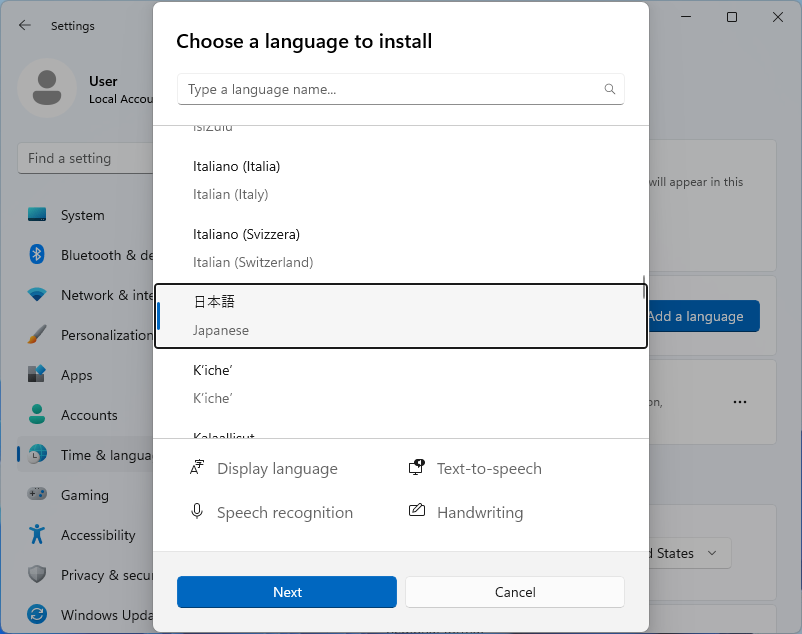 Settings
Choose a language to install
User
Local Accou
Type a language name...
Find a setting
isiZulu
Italiano (Italia)
Italian (Italy)
will appear in this
System
Italiano (Svizzera)
Bluetooth & de
Italian (Switzerland)
Network & inte
日本語
Japanese
Add a language
Personalization
Apps
K'iche'
K'iche'
on,
Accounts
Kalaallisut
Time & langua
Display language
Text-to-speech
Gaming
Speech recognition
Handwriting
Accessibility
d States
Privacy & secur
Next
Cancel
Windows Upda